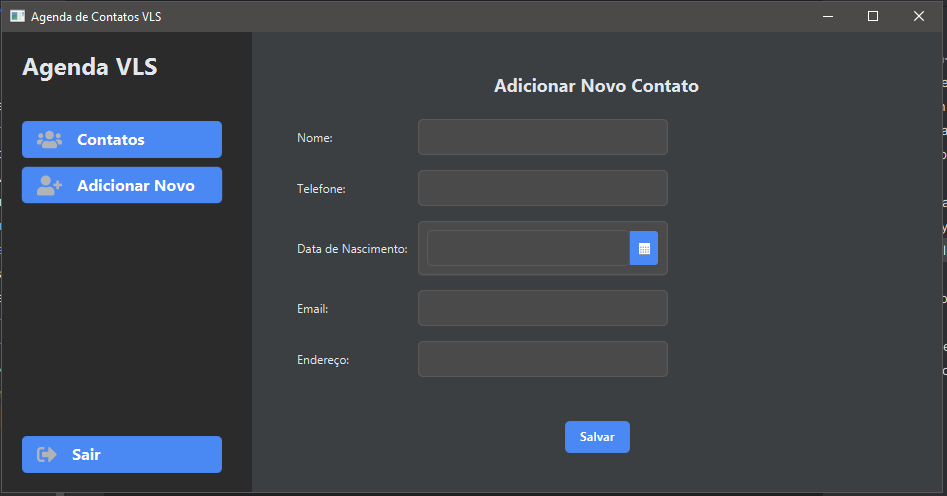 Agenda de Contatos VLS
Agenda VLS
Contatos
Adicionar Novo
Sair
Adicionar Novo Contato
Nome:
Telefone:
Data de Nascimento:
Email:
Endereço:
Salvar